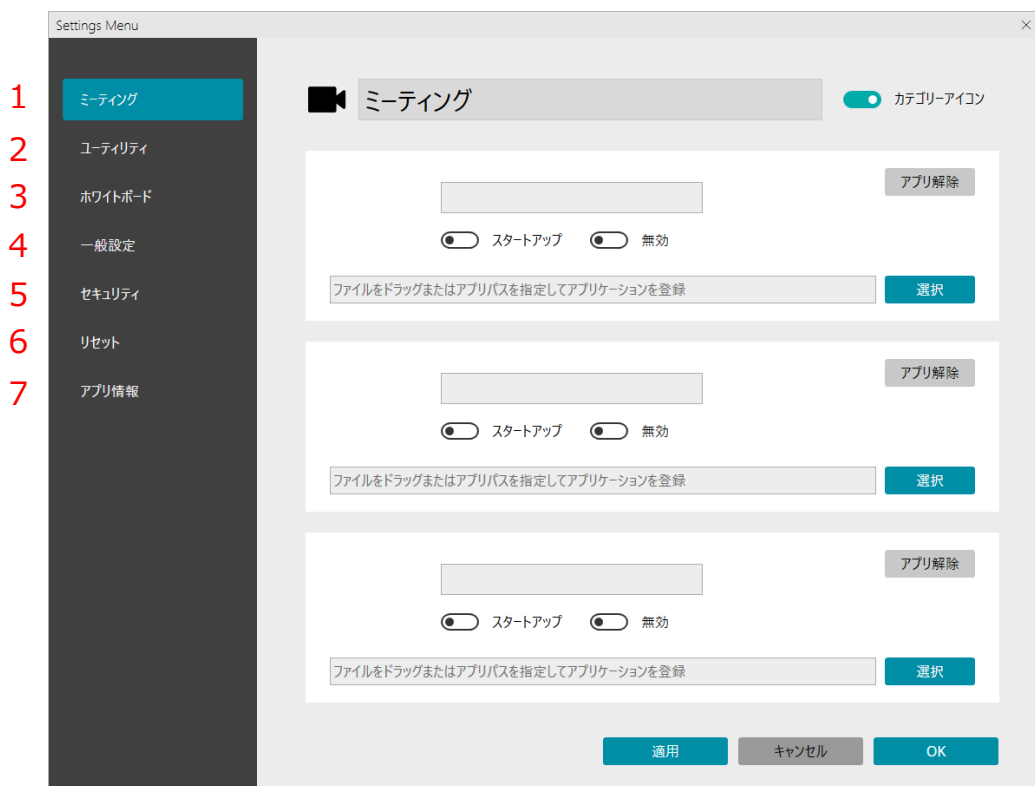 Settings Menu
1 ミーティング
2 ユーティリティ
3 ホワイトボード
4 一般設定
5 セキュリティ
6 リセット
7 アプリ情報
ミーティング カテゴリーアイコン
アプリ解除
スタートアップ 無効
ファイルをドラッグまたはアプリパスを指定してアプリケーションを登録 選択
アプリ解除
スタートアップ 無効
ファイルをドラッグまたはアプリパスを指定してアプリケーションを登録 選択
アプリ解除
スタートアップ 無効
ファイルをドラッグまたはアプリパスを指定してアプリケーションを登録 選択
適用 キャンセル OK